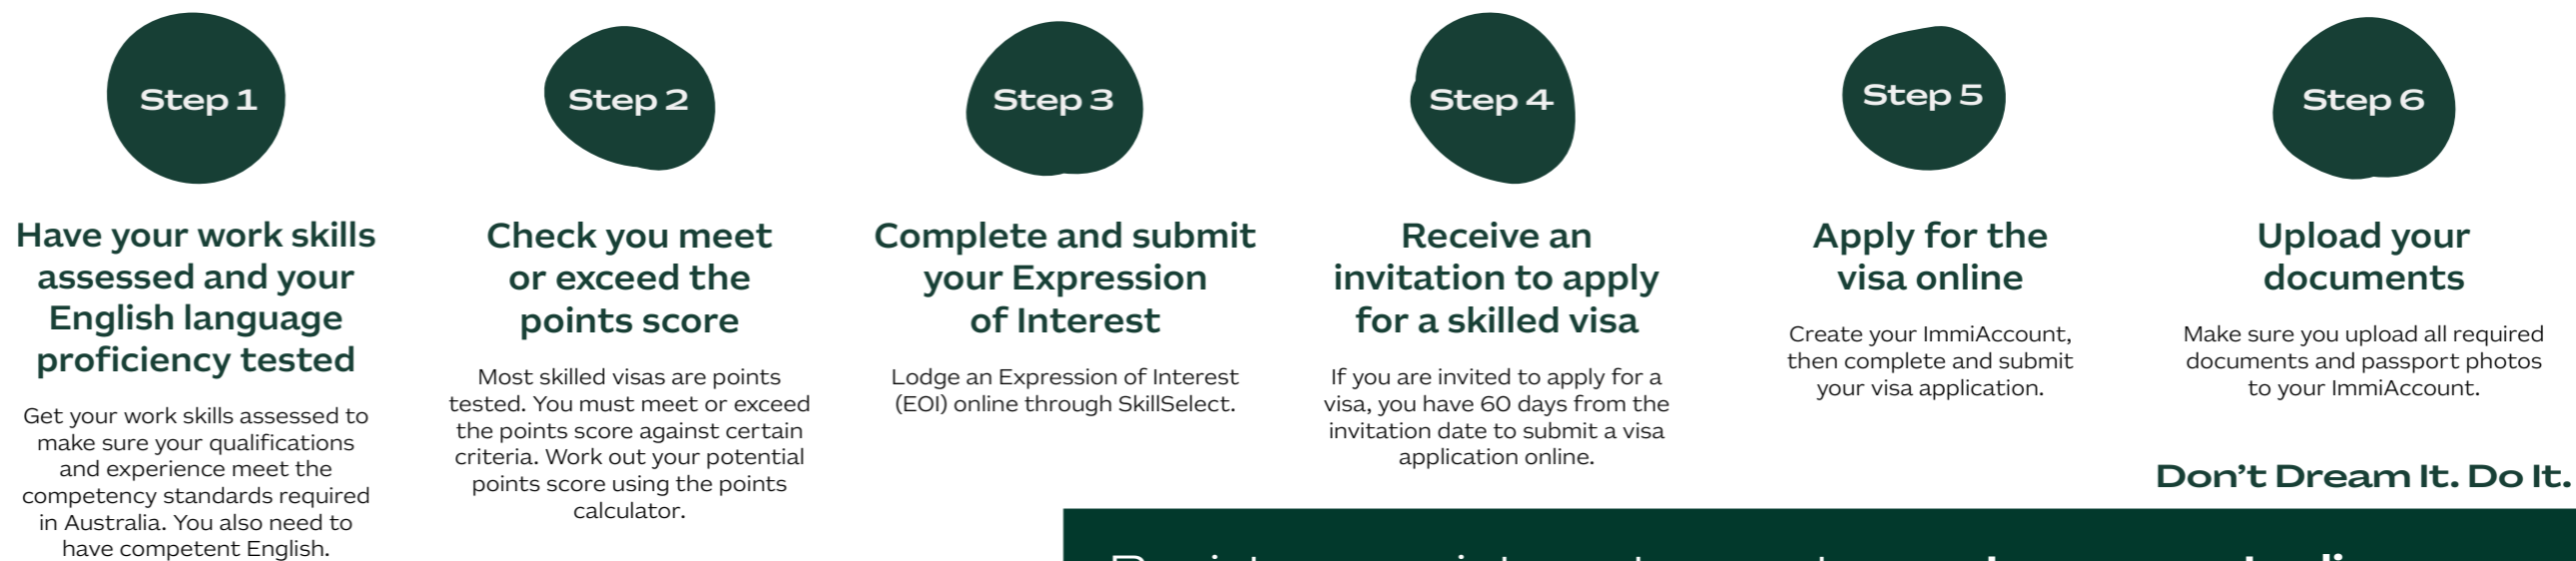 Step 1
Have your work skills
assessed and your
English language
proficiency tested
Get your work skills assessed to
make sure your qualifications
and experience meet the
competency standards required
in Australia. You also need to
have competent English.
Step 2
Check you meet
or exceed the
points score
Most skilled visas are points
tested. You must meet or exceed
the points score against certain
criteria. Work out your potential
points score using the points
calculator.
Step 3
Complete and submit
your Expression
of Interest
Lodge an Expression of Interest
(EOI) online through SkillSelect.
Step 4
Receive an
invitation to apply
for a skilled visa
If you are invited to apply for a
visa, you have 60 days from the
invitation date to submit a visa
application online.
Step 5
Apply for the
visa online
Create your ImmiAccount,
then complete and submit
your visa application.
Step 6
Upload your
documents
Make sure you upload all required
documents and passport photos
to your ImmiAccount.
Don’t Dream It. Do It.